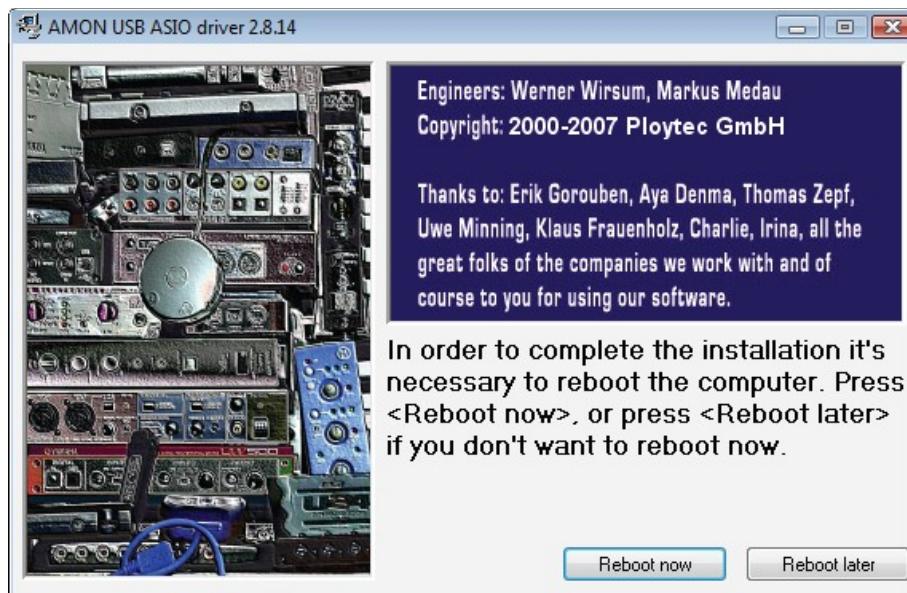 AMON USB ASIO driver 2.8.14
Engineers: Werner Wirsum, Markus Medau
Copyright: 2000-2007 Ploytec GmbH
Thanks to: Erik Gorouben, Aya Denma, Thomas Zepf,
Uwe Minning, Klaus Frauenholz, Charlie, Irina, all the
great folks of the companies we work with and of
course to you for using our software.
In order to complete the installation it's
necessary to reboot the computer. Press
<Reboot now>, or press <Reboot later>
if you don't want to reboot now.
Reboot now
Reboot later